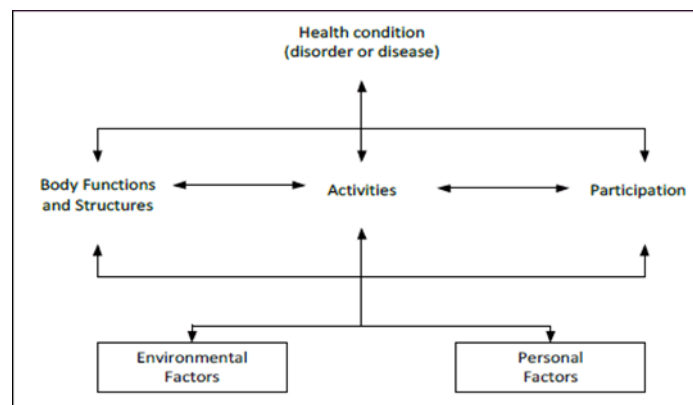 Health condition
(disorder or disease)
Body Functions
and Structures
Activities
Participation
Environmental
Factors
Personal
Factors